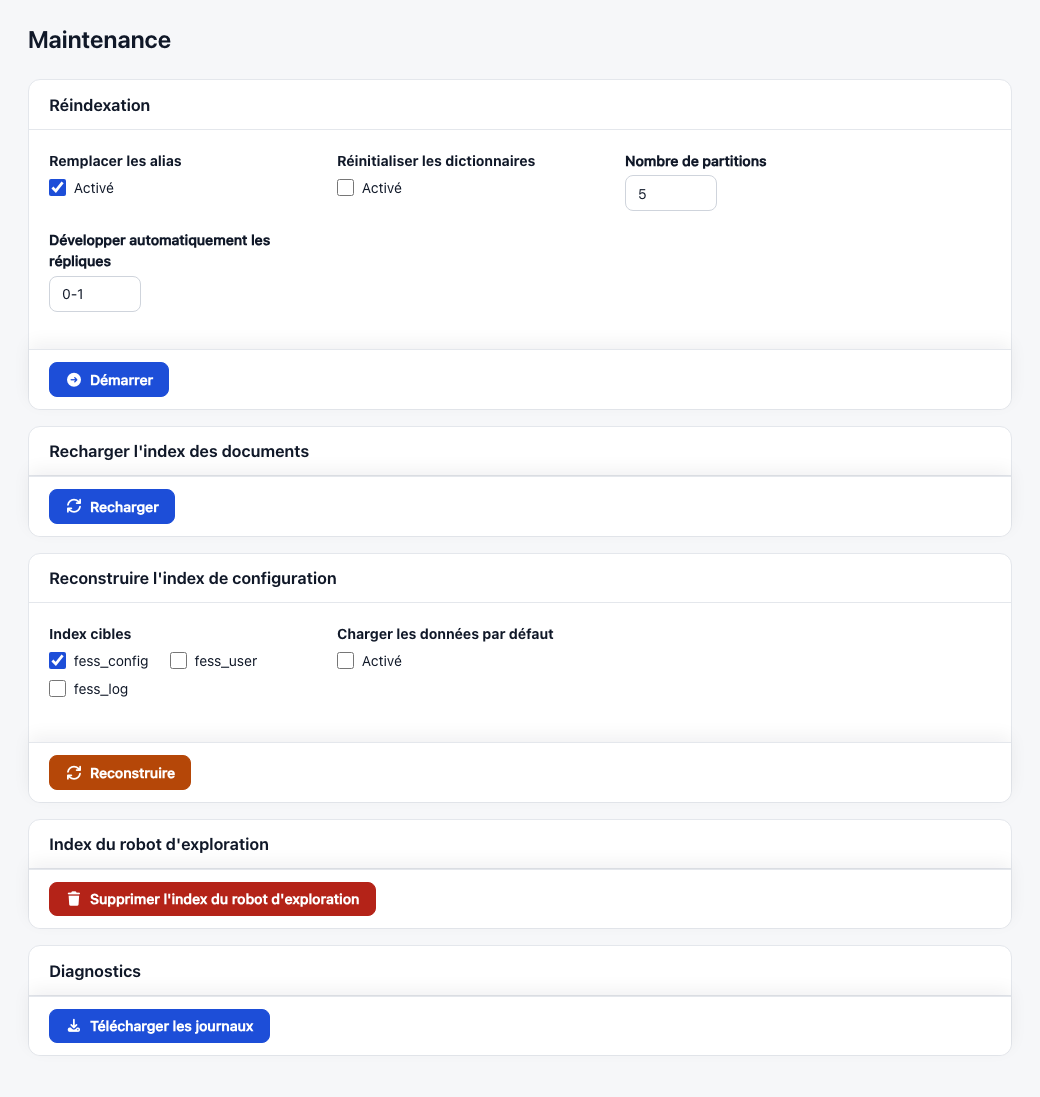 Maintenance
Réindexation
Remplacer les alias
Activé
Réinitialiser les dictionnaires
Activé
Nombre de partitions
5
Développer automatiquement les
répliques
0-1
Démarrer
Recharger l'index des documents
Recharger
Reconstruire l'index de configuration
Index cibles
fess_config
fess_user
fess_log
Charger les données par défaut
Activé
Reconstruire
Index du robot d'exploration
Supprimer l'index du robot d'exploration
Diagnostics
Télécharger les journaux